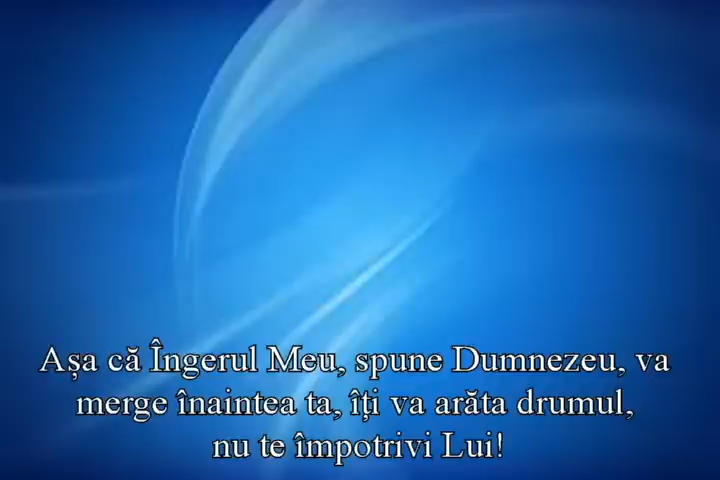 Așa că Îngerul Meu, spune Dumnezeu, va
merge înaintea ta, îți va arăta drumul,
nu te împotrivi Lui!